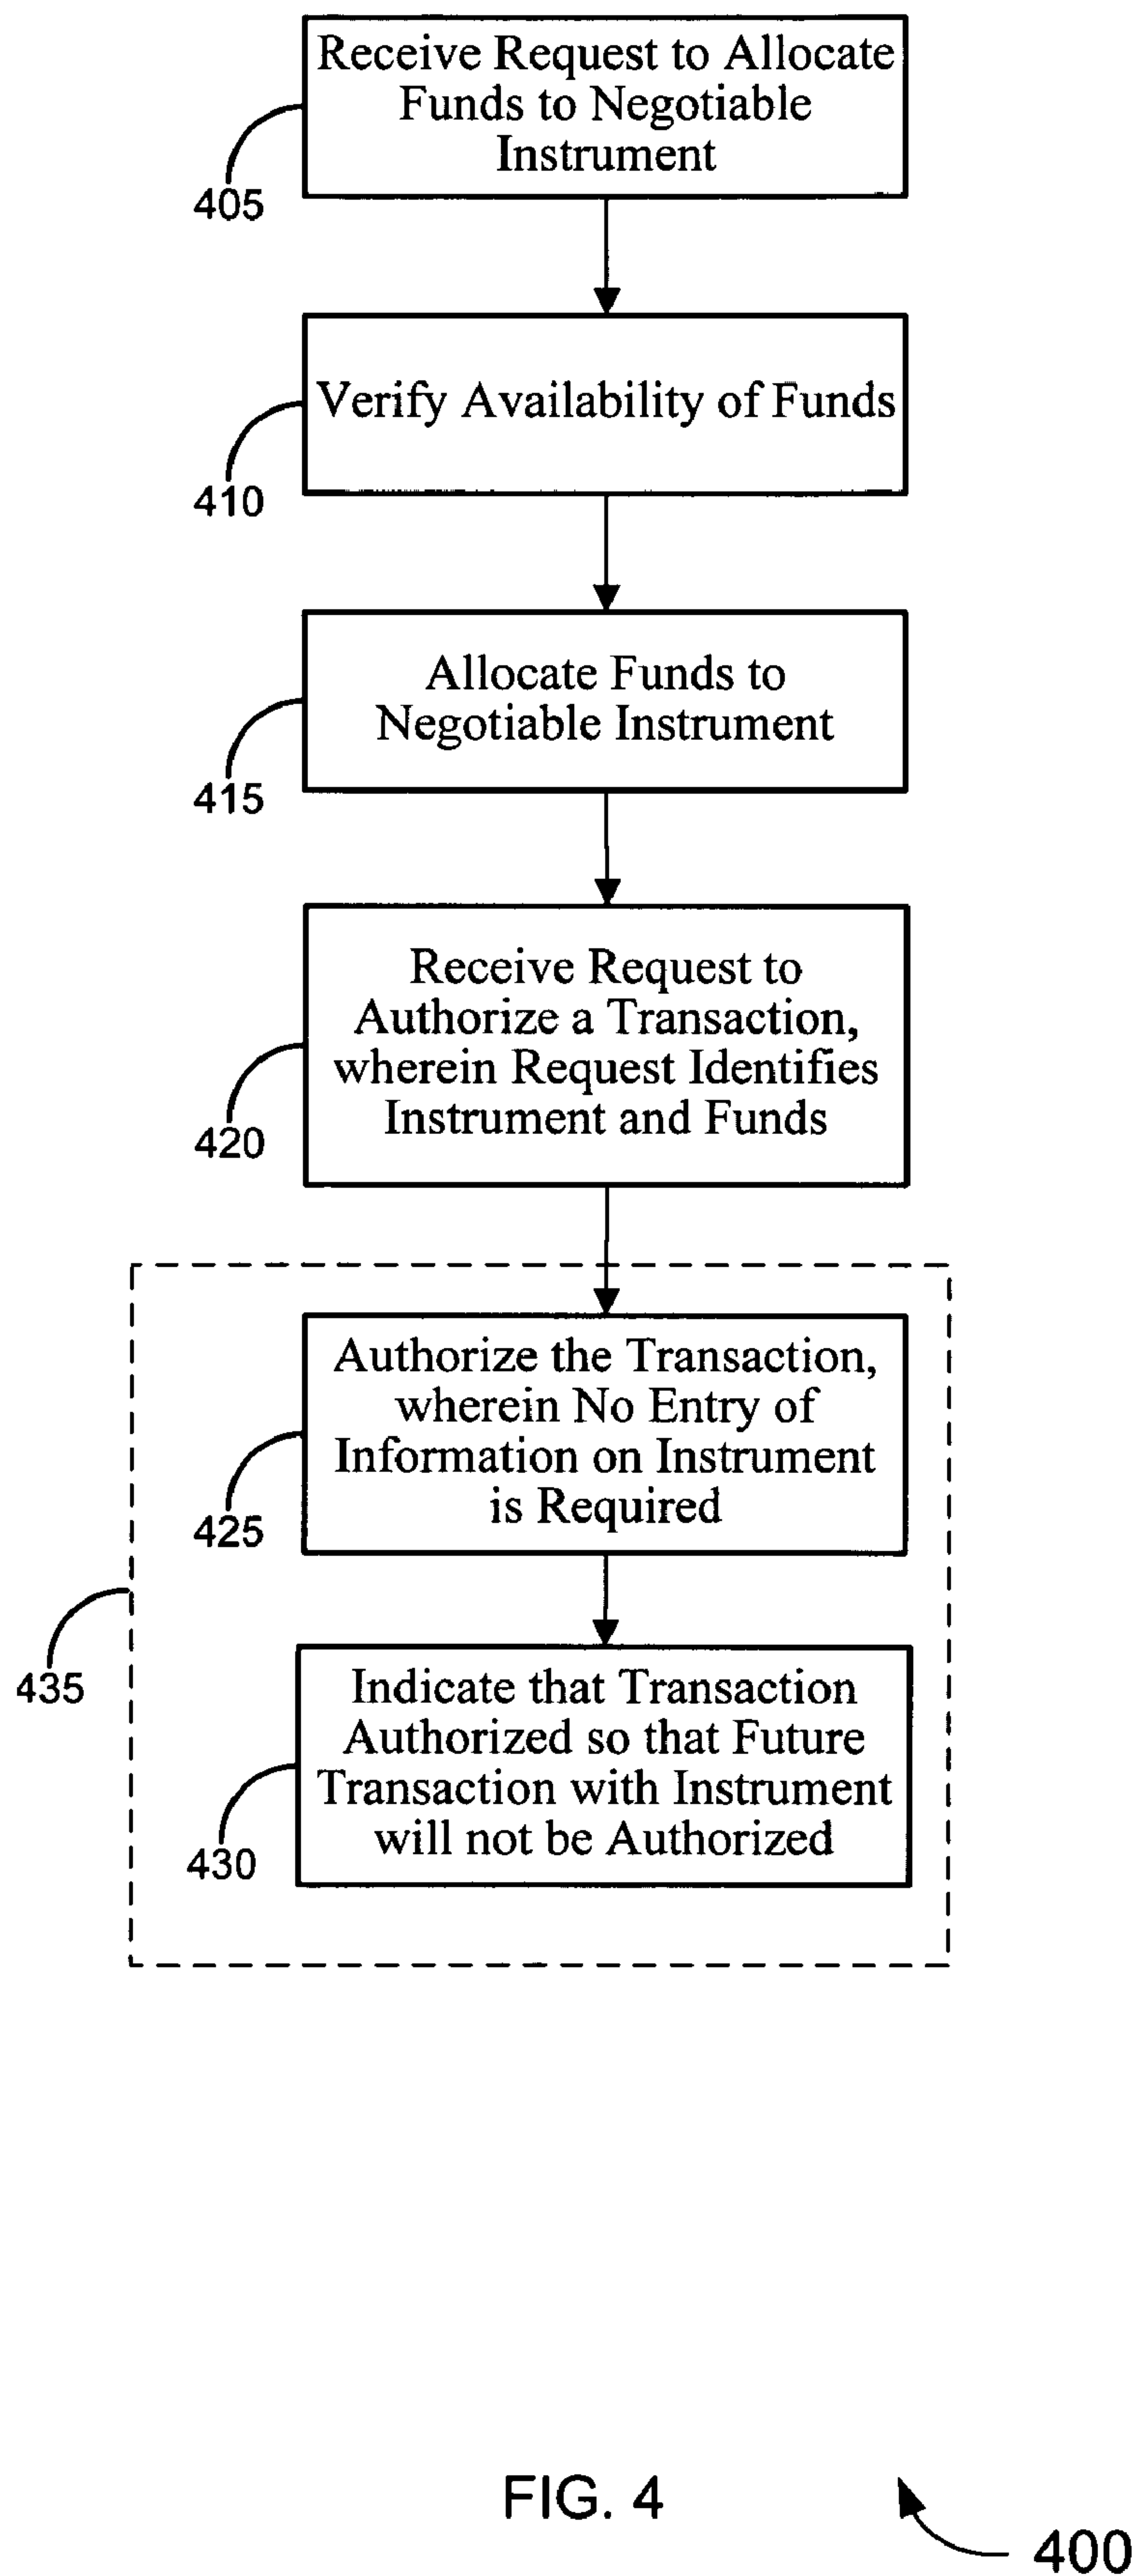 Receive Request to Allocate
Funds to Negotiable
Instrument
405
Verify Availability of Funds
410
Allocate Funds to
Negotiable Instrument
415
Receive Request to
Authorize a Transaction,
wherein Request Identifies
Instrument and Funds
420
Authorize the Transaction,
wherein No Entry of
Information on Instrument
is Required
425
435
Indicate that Transaction
Authorized so that Future
Transaction with Instrument
will not be Authorized
430
FIG. 4
400